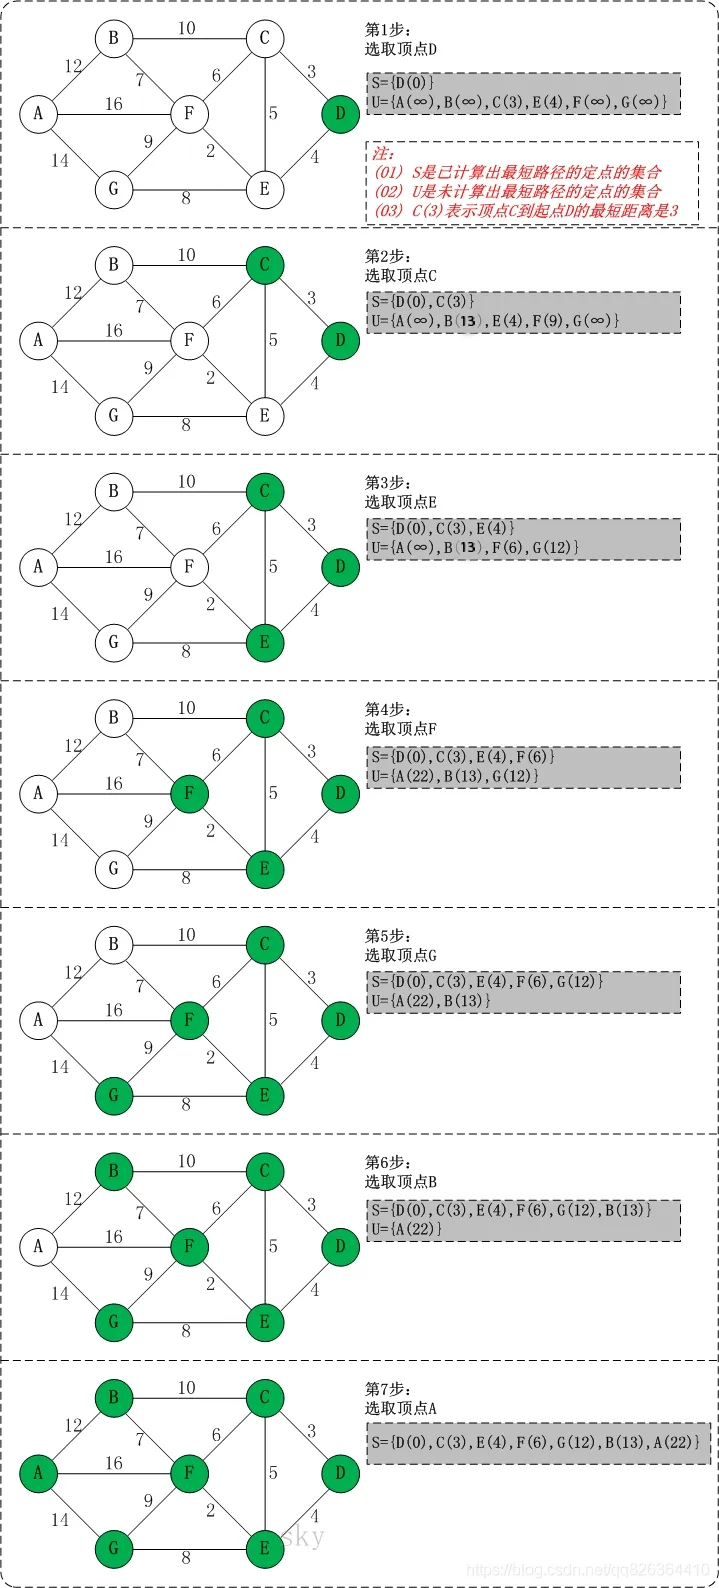 10
B C
12 7 6 3
16
A F 5 D
14 9 2 4
G E
8
第1步:
选取顶点D
S={D(0)}
U={A(∞),B(∞),C(3),E(4),F(∞),G(∞)}
注:
(01) S是已计算出最短路径的定点的集合
(02) U是未计算出最短路径的定点的集合
(03) C(3)表示顶点C到起点D的最短距离是3
10
B C
12 7 6 3
16
A F 5 D
14 9 2 4
G E
8
第2步:
选取顶点C
S={D(0),C(3)}
U={A(∞),B(13),E(4),F(9),G(∞)}
10
B C
12 7 6 3
16
A F 5 D
14 9 2 4
G E
8
第3步:
选取顶点E
S={D(0),C(3),E(4)}
U={A(∞),B(13),F(6),G(12)}
10
B C
12 7 6 3
16
A F 5 D
14 9 2 4
G E
8
第4步:
选取顶点F
S={D(0),C(3),E(4),F(6)}
U={A(22),B(13),G(12)}
10
B C
12 7 6 3
16
A F 5 D
14 9 2 4
G E
8
第5步:
选取顶点G
S={D(0),C(3),E(4),F(6),G(12)}
U={A(22),B(13)}
10
B C
12 7 6 3
16
A F 5 D
14 9 2 4
G E
8
第6步:
选取顶点B
S={D(0),C(3),E(4),F(6),G(12),B(13)}
U={A(22)}
10
B C
12 7 6 3
16
A F 5 D
14 9 2 4
G E
8
第7步:
选取顶点A
S={D(0),C(3),E(4),F(6),G(12),B(13),A(22)}
sky
https://blog.csdn.net/qq826364410